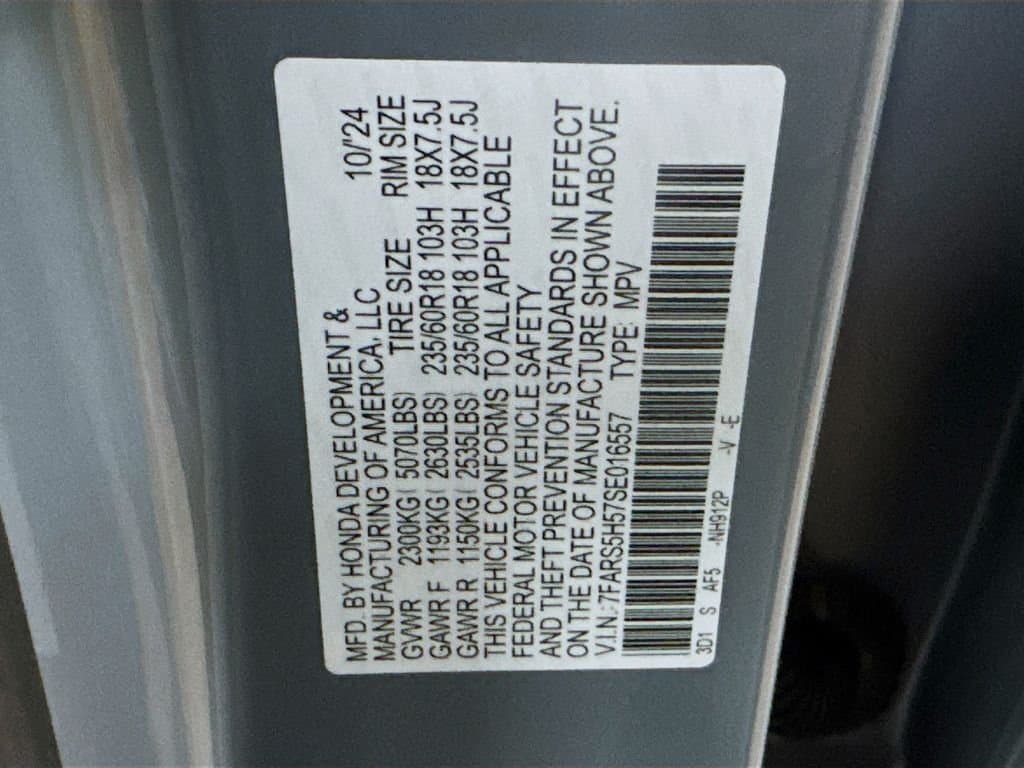 MFD. BY HONDA DEVELOPMENT &
MANUFACTURING OF AMERICA, LLC 10/'24
GVWR 2300KG( 5070LBS) TIRE SIZE RIM SIZE
GAWR F 1193KG( 2630LBS) 235/60R18 103H 18X7.5J
GAWR R 1150KG( 2535LBS) 235/60R18 103H 18X7.5J
THIS VEHICLE CONFORMS TO ALL APPLICABLE
FEDERAL MOTOR VEHICLE SAFETY
AND THEFT PREVENTION STANDARDS IN EFFECT
ON THE DATE OF MANUFACTURE SHOWN ABOVE.
V.I.N.:7FARS5H57SE016557 TYPE: MPV
3D1 S AF5 -NH912P -V -E